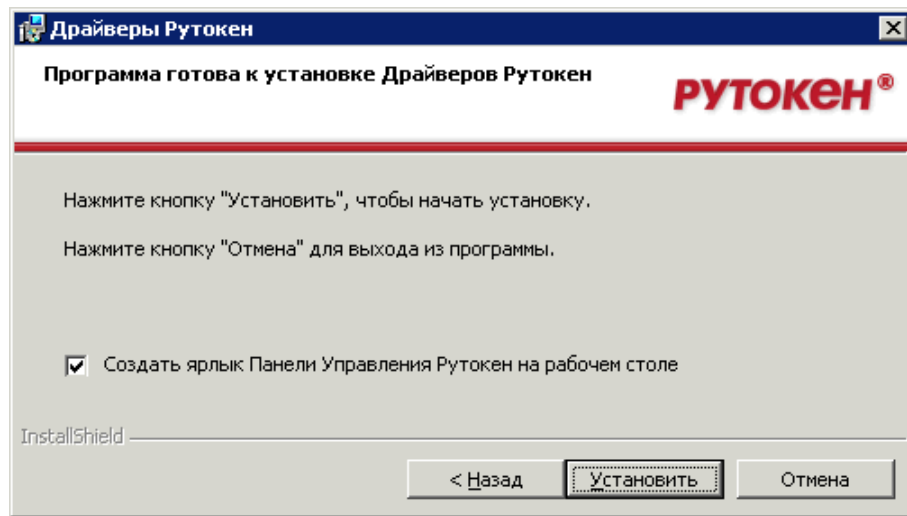 Драйверы Рутокен
Программа готова к установке Драйверов Рутокен
РУТОКЕН®
Нажмите кнопку "Установить", чтобы начать установку.
Нажмите кнопку "Отмена" для выхода из программы.
Создать ярлык Панели Управления Рутокен на рабочем столе
InstallShield
< Назад
Установить
Отмена